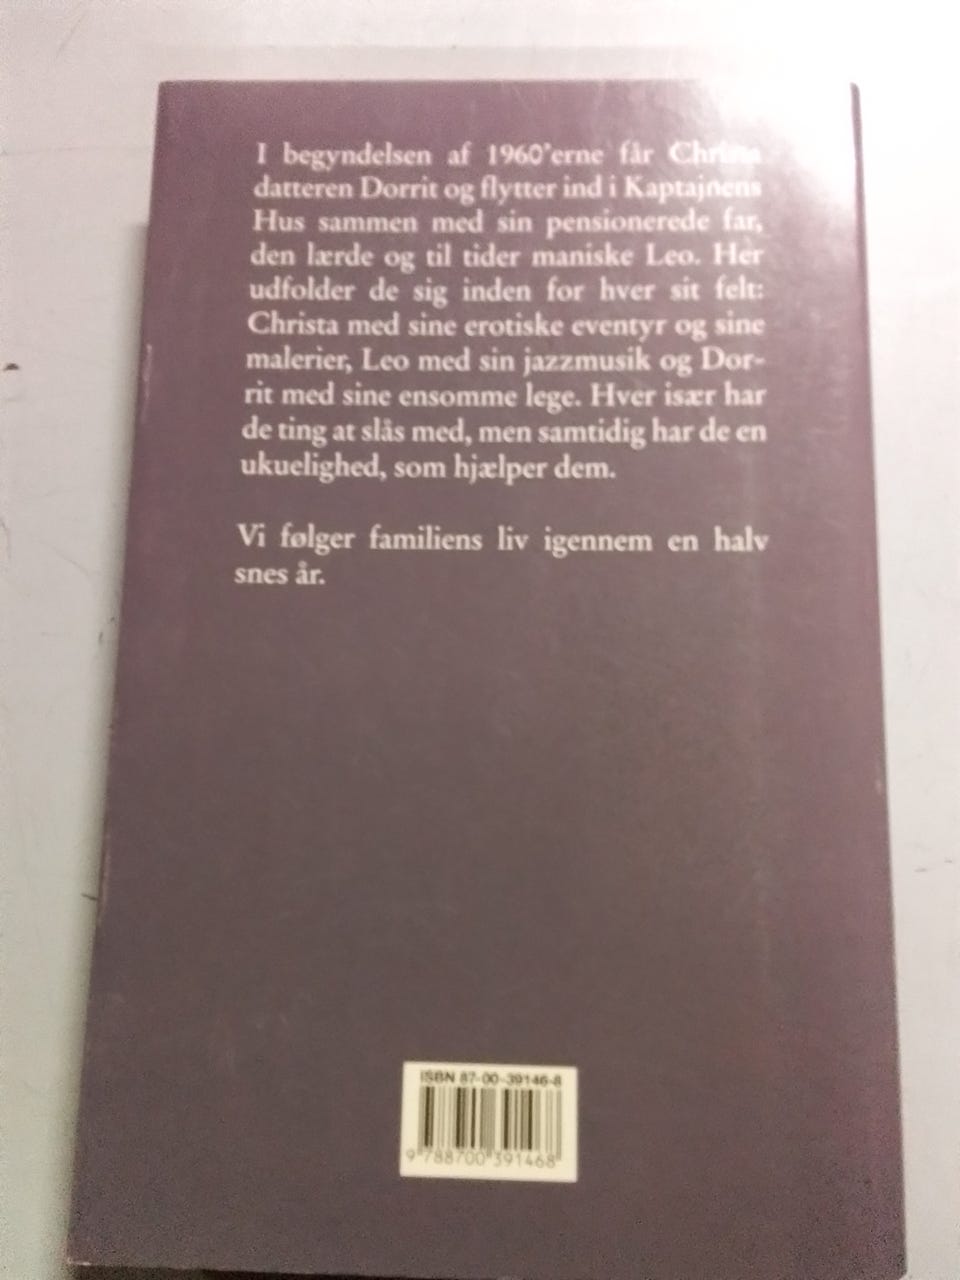 I begyndelsen af 1960'erne får Christa
datteren Dorrit og flytter ind i Kaptajnens
Hus sammen med sin pensionerede far,
den lærde og til tider maniske Leo. Her
udfolder de sig inden for hver sit felt:
Christa med sine erotiske eventyr og sine
malerier, Leo med sin jazzmusik og Dor-
rit med sine ensomme lege. Hver især har
de ting at slås med, men samtidig har de en
ukuelighed, som hjælper dem.
Vi følger familiens liv igennem en halv
snes år.
ISBN 87-00-39146-8
9 788700 391468